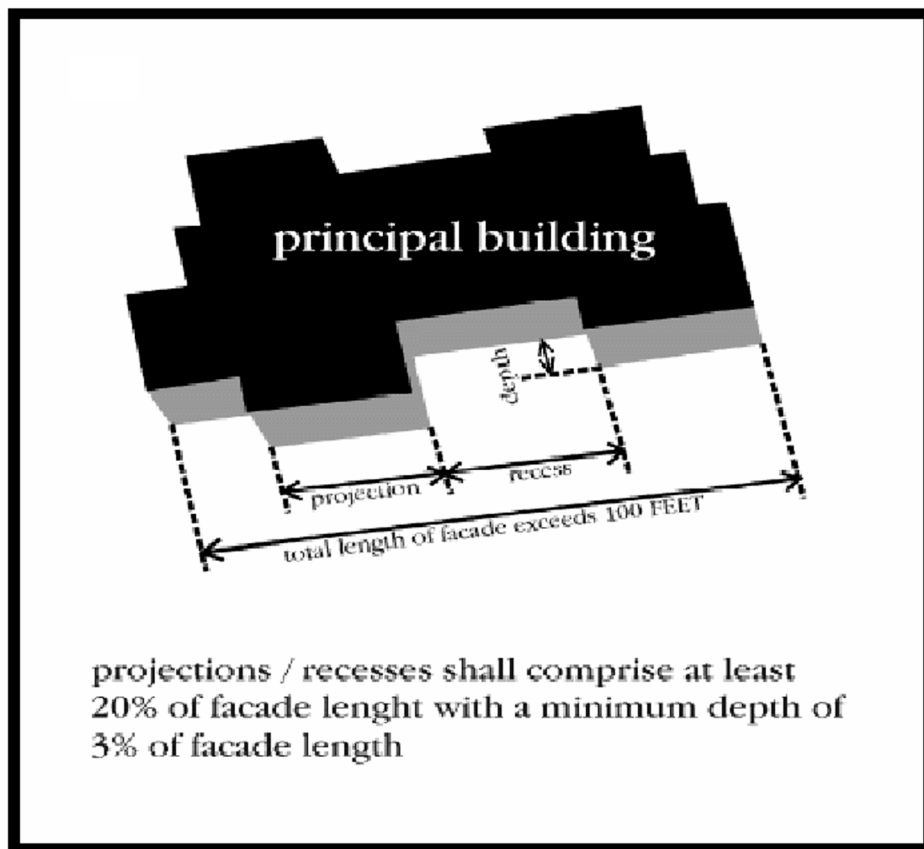 principal building
depth
projection
recess
total length of facade exceeds 100 FEET
projections / recesses shall comprise at least
20% of facade lenght with a minimum depth of
3% of facade length